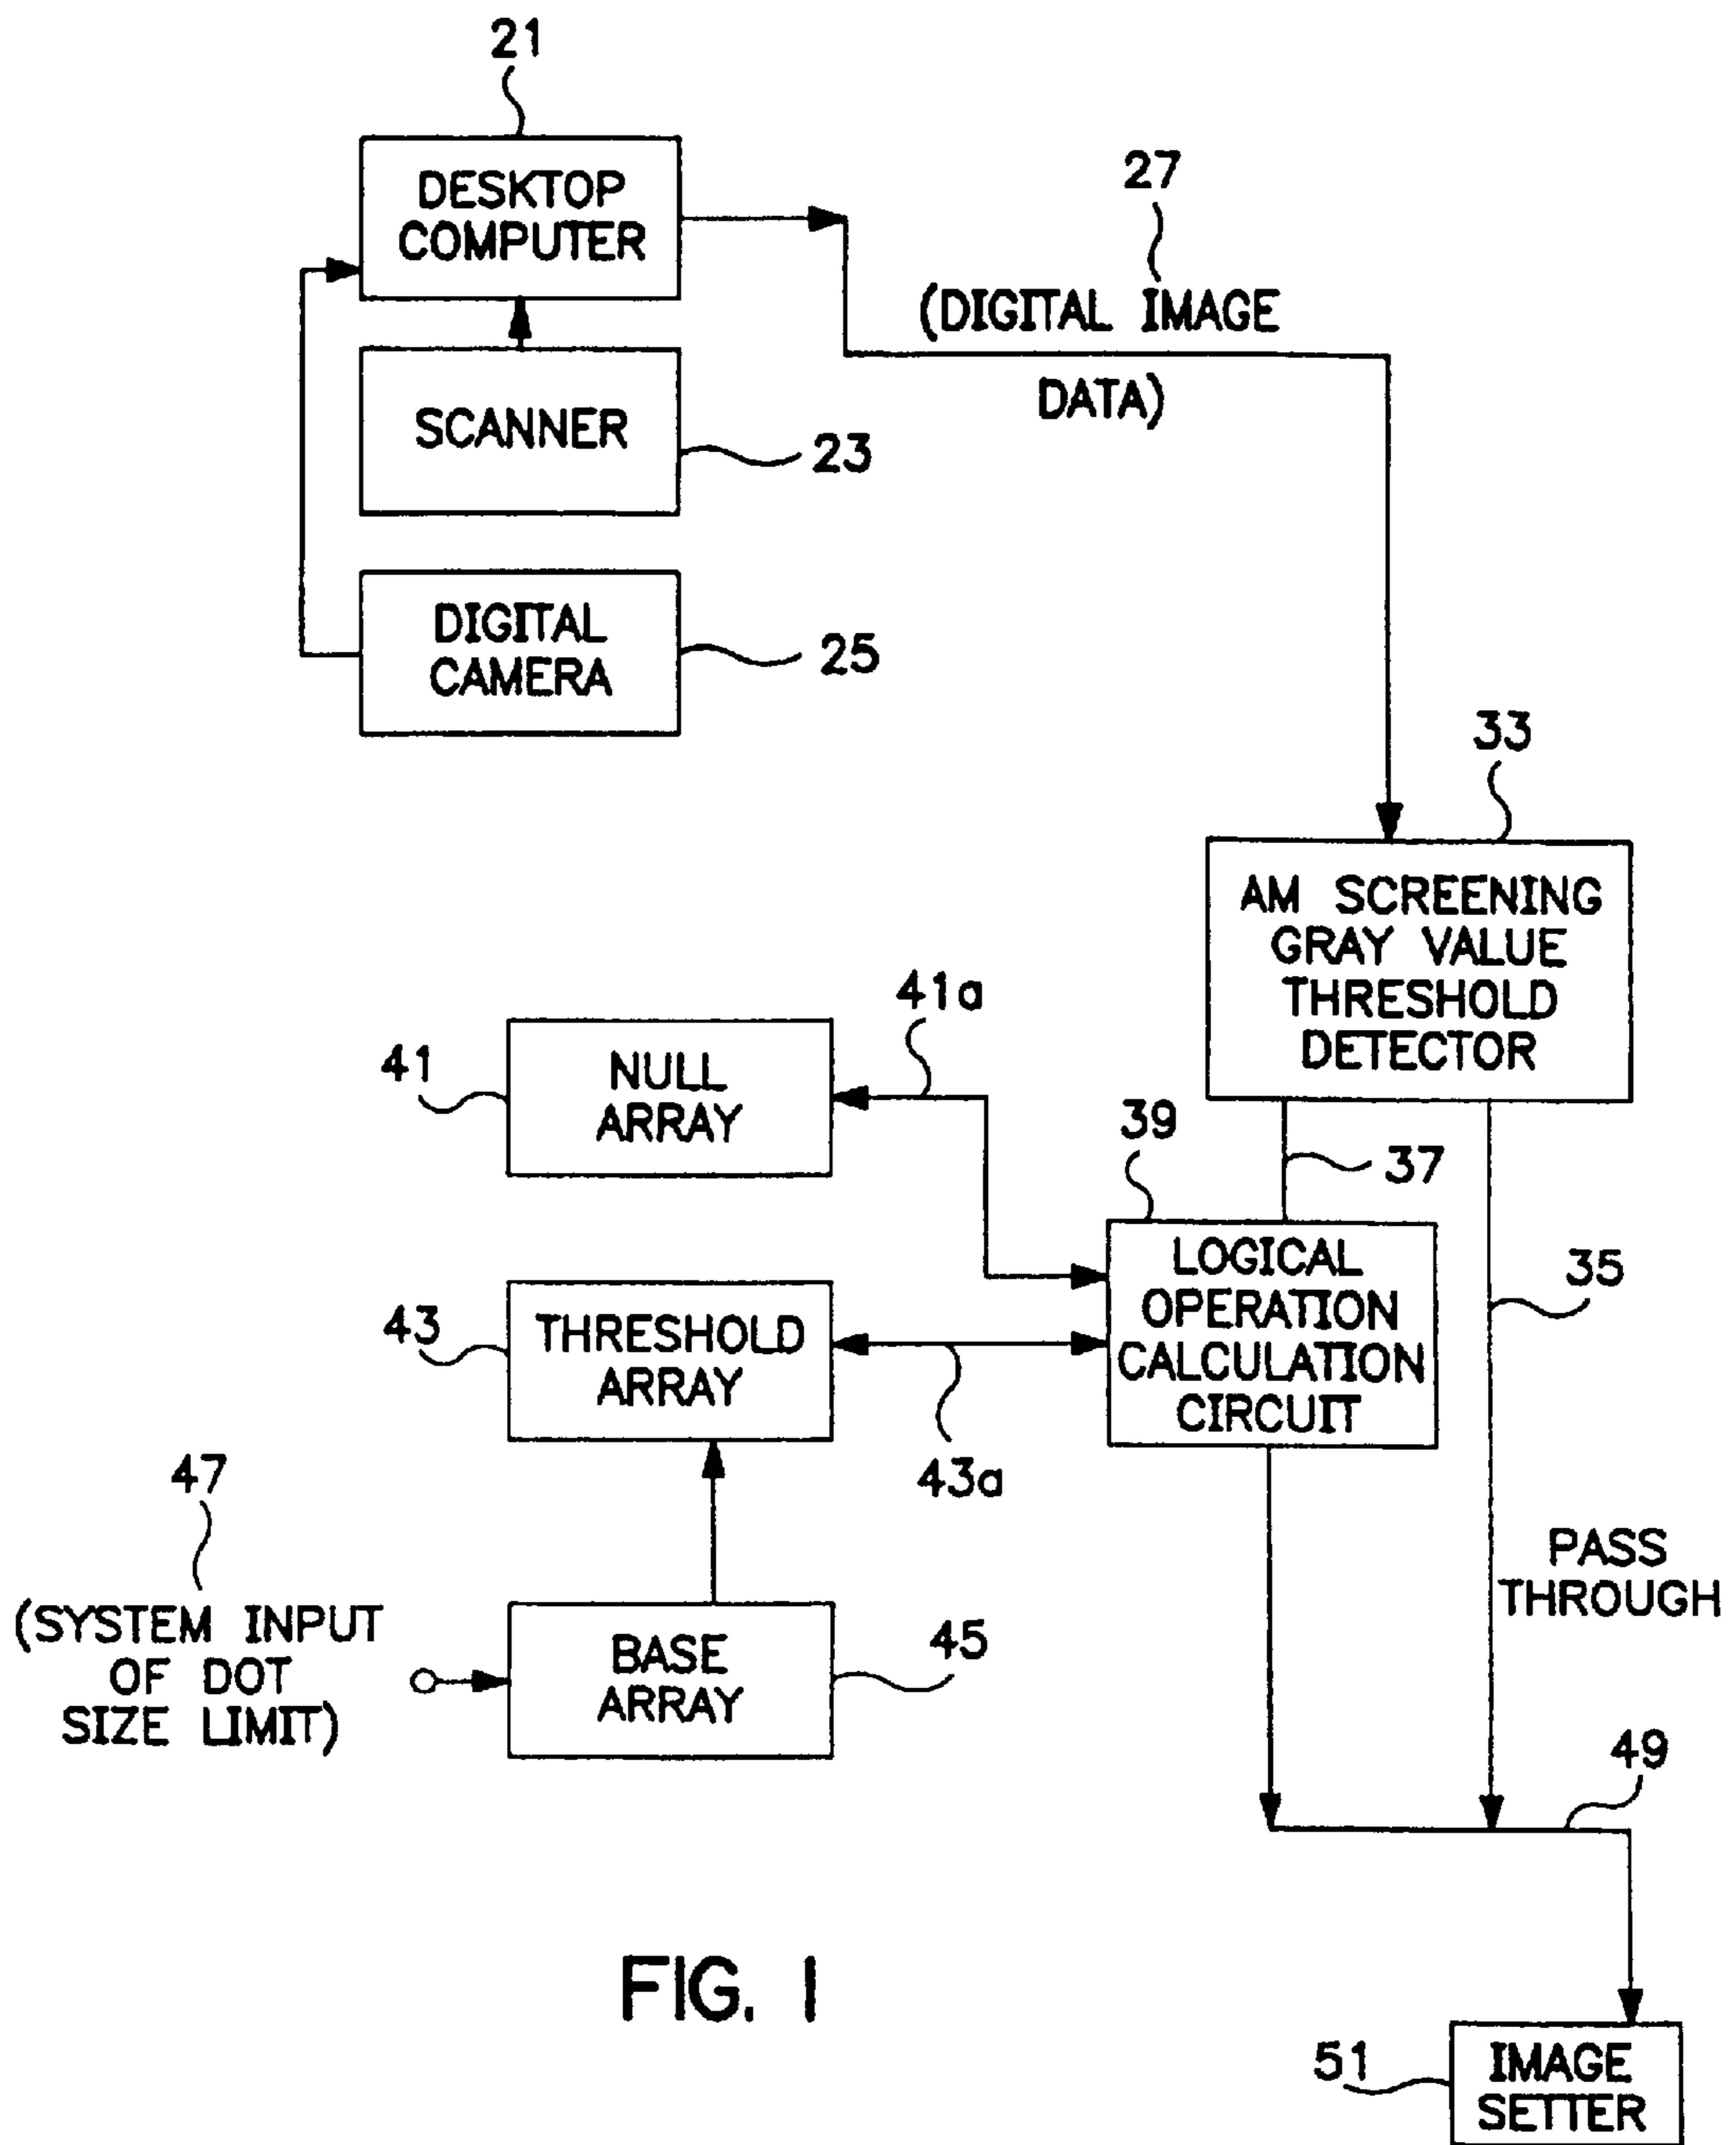 21
DESKTOP
COMPUTER
27
(DIGITAL IMAGE
DATA)
SCANNER
23
DIGITAL
CAMERA
25
33
AM SCREENING
GRAY VALUE
THRESHOLD
DETECTOR
41a
41
NULL
ARRAY
39
37
LOGICAL
OPERATION
CALCULATION
CIRCUIT
35
43
THRESHOLD
ARRAY
43a
47
(SYSTEM INPUT
OF DOT
SIZE LIMIT)
BASE
ARRAY
45
PASS
THROUGH
49
FIG. 1
51
IMAGE
SETTER